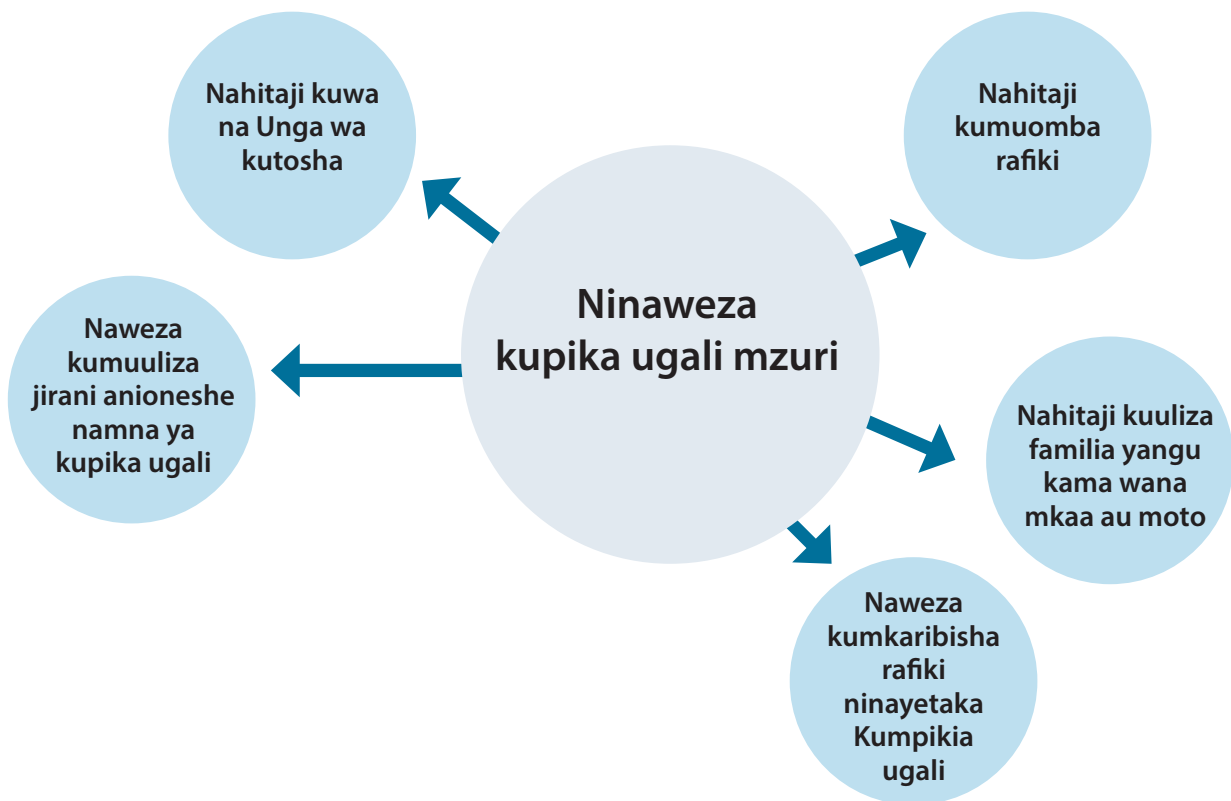 Nahitaji kuwa
na Unga wa
kutosha
Nahitaji
kumuomba
rafiki
Ninaweza
kupika ugali mzuri
Naweza
kumuuliza
jirani anioneshe
namna ya
kupika ugali
Nahitaji kuuliza
familia yangu
kama wana
mkaa au moto
Naweza
kumkaribisha
rafiki
ninayetaka
Kumpikia
ugali